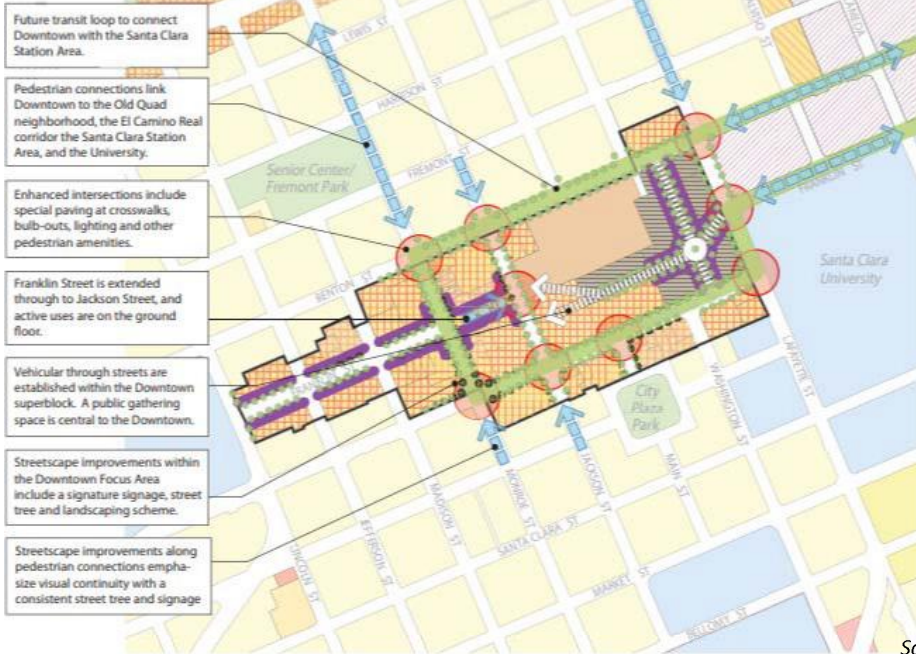 Future transit loop to connect
Downtown with the Santa Clara
Station Area.
Pedestrian connections link
Downtown to the Old Quad
neighborhood, the El Camino Real
corridor the Santa Clara Station
Area, and the University.
Enhanced intersections include
special paving at crosswalks,
bulb-outs, lighting and other
pedestrian amenities.
Franklin Street is extended
through to Jackson Street, and
active uses are on the ground
floor.
Vehicular through streets are
established within the Downtown
superblock. A public gathering
space is central to the Downtown.
Streetscape improvements within
the Downtown Focus Area
include a signature signage, street
tree and landscaping scheme.
Streetscape improvements along
pedestrian connections empha-
size visual continuity with a
consistent street tree and signage
LEWIS ST
HARRISON ST
Senior Center/
Fremont Park
FREMONT ST
BENTON ST
FRANKLIN ST
Santa Clara
University
LAFAYETTE ST
WASHINGTON ST
City
Plaza
Park
MAIN ST
JACKSON ST
MONROE ST
MADISON ST
JEFFERSON ST
LINCOLN ST
SANTA CLARA ST
MARKET ST
BELLOMY ST